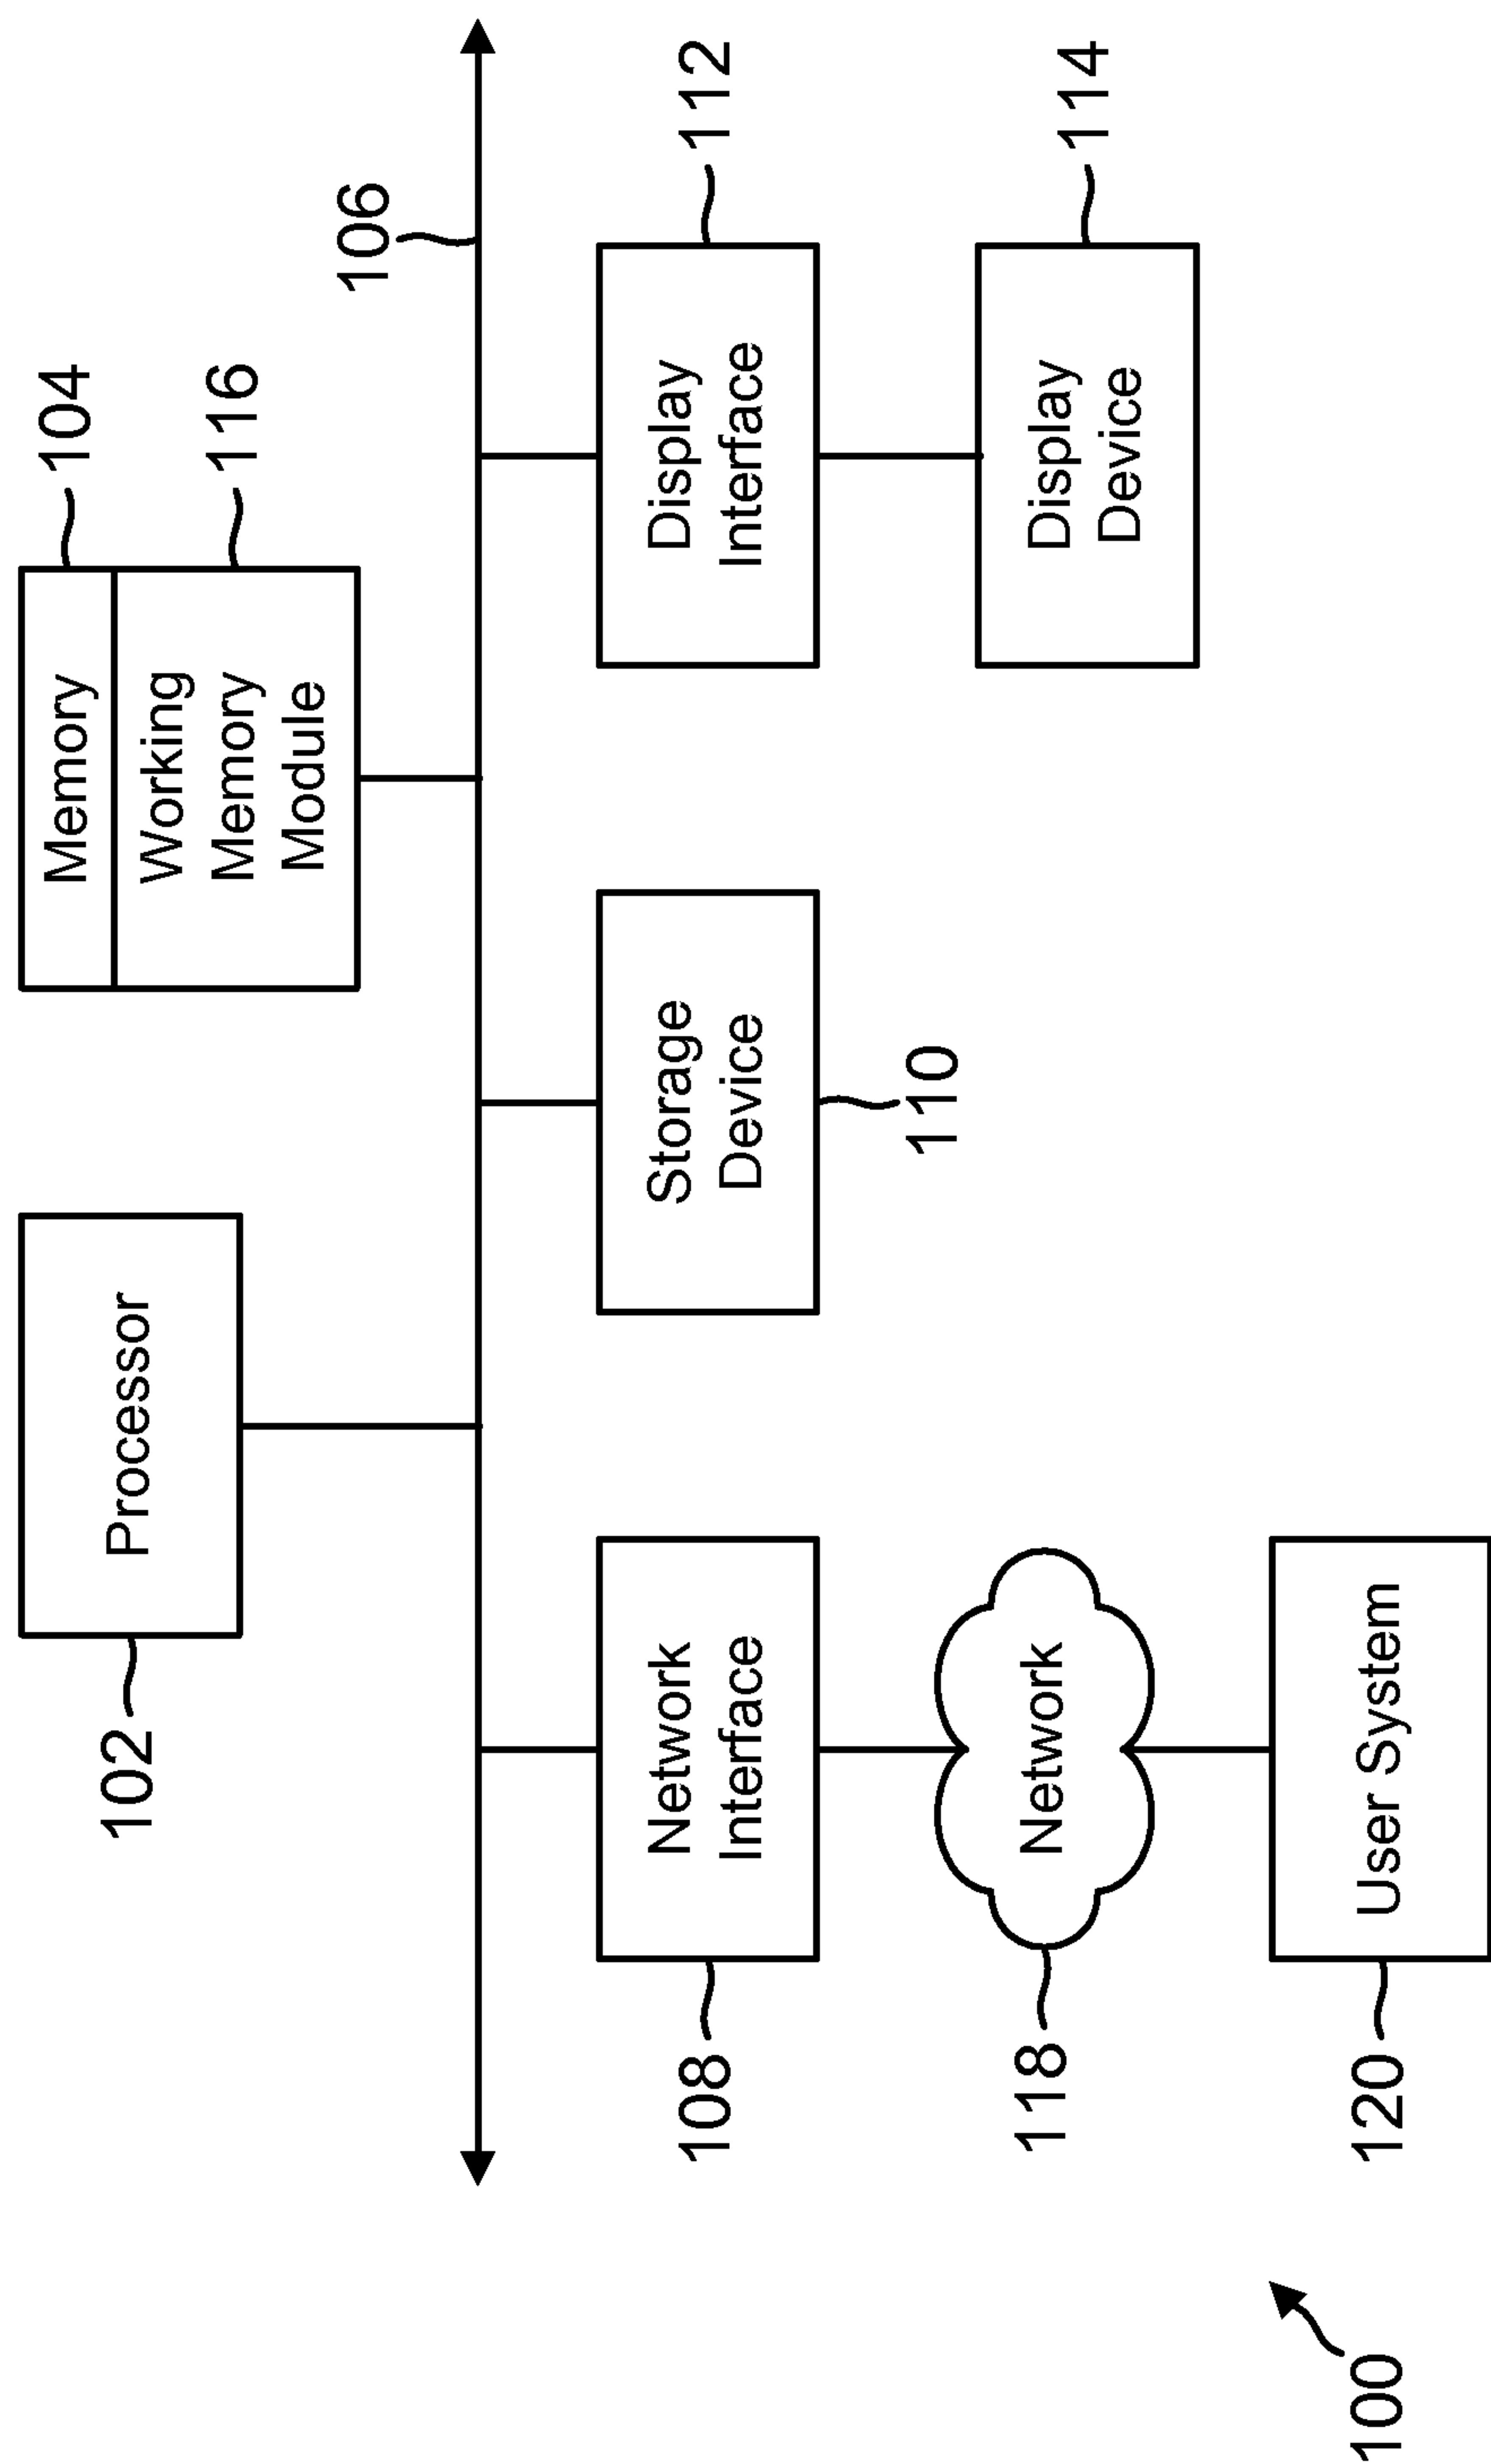 102
Processor
Memory
104
Working
Memory
Module
116
106
108
Network
Interface
Storage
Device
110
Display
Interface
112
118
Network
Display
Device
114
120
User System
100